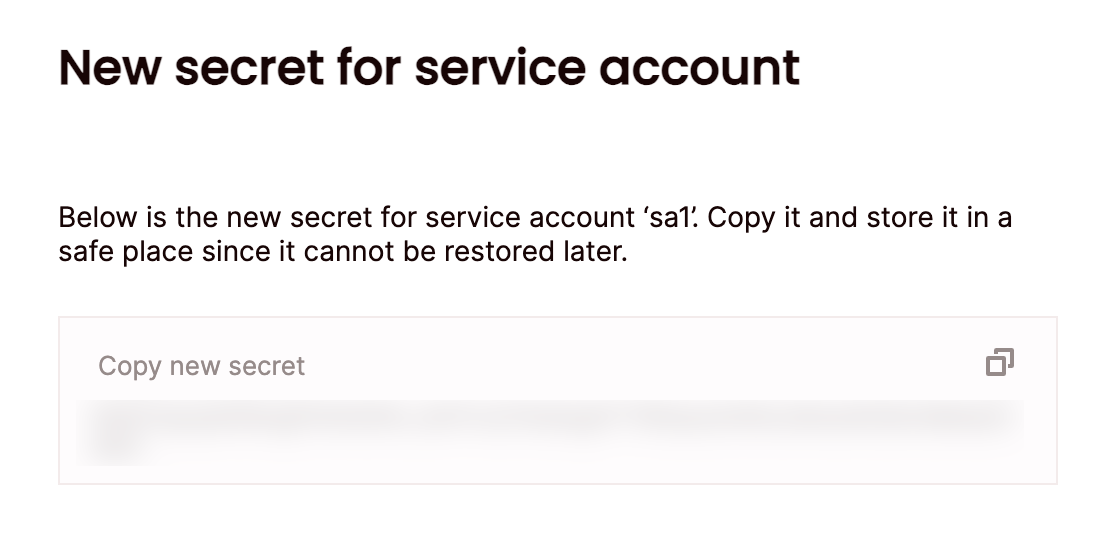 New secret for service account
Below is the new secret for service account ‘sa1’. Copy it and store it in a
safe place since it cannot be restored later.
Copy new secret